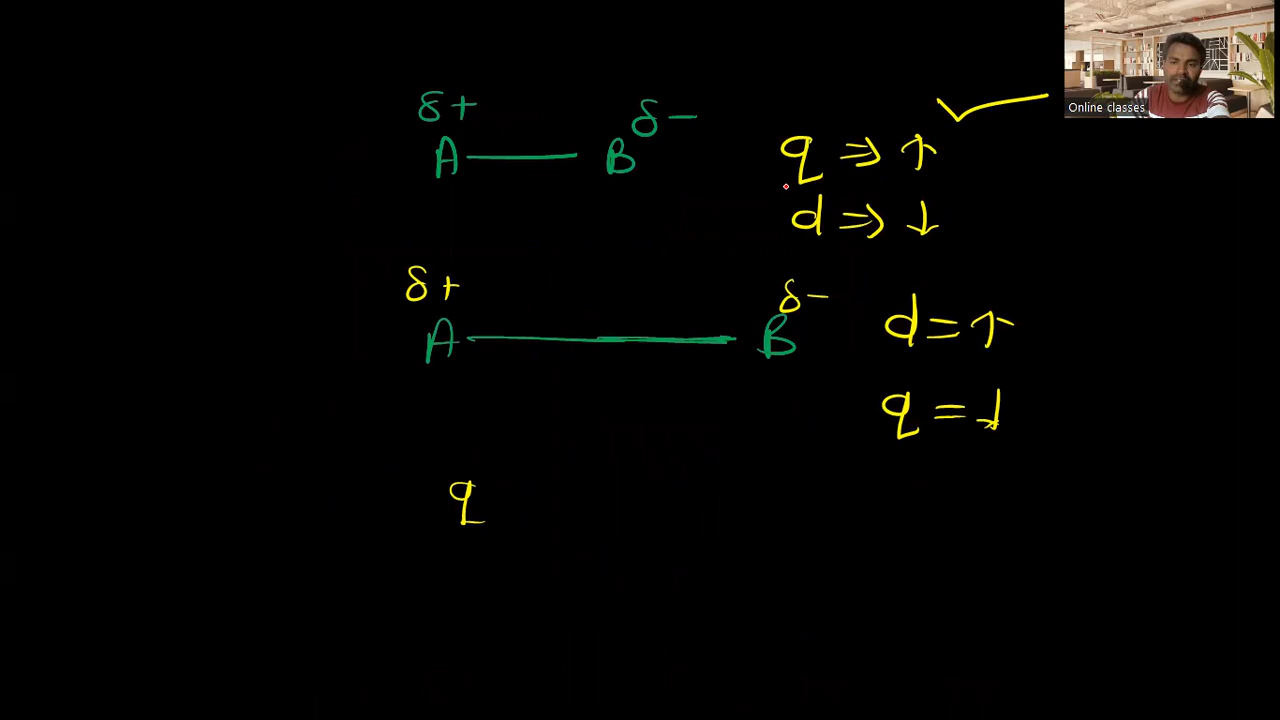 δ+ δ-
A — B
q ⇒ ↑
d ⇒ ↓
δ+ δ-
A — B
d = ↑
q = ↓
q
Online classes